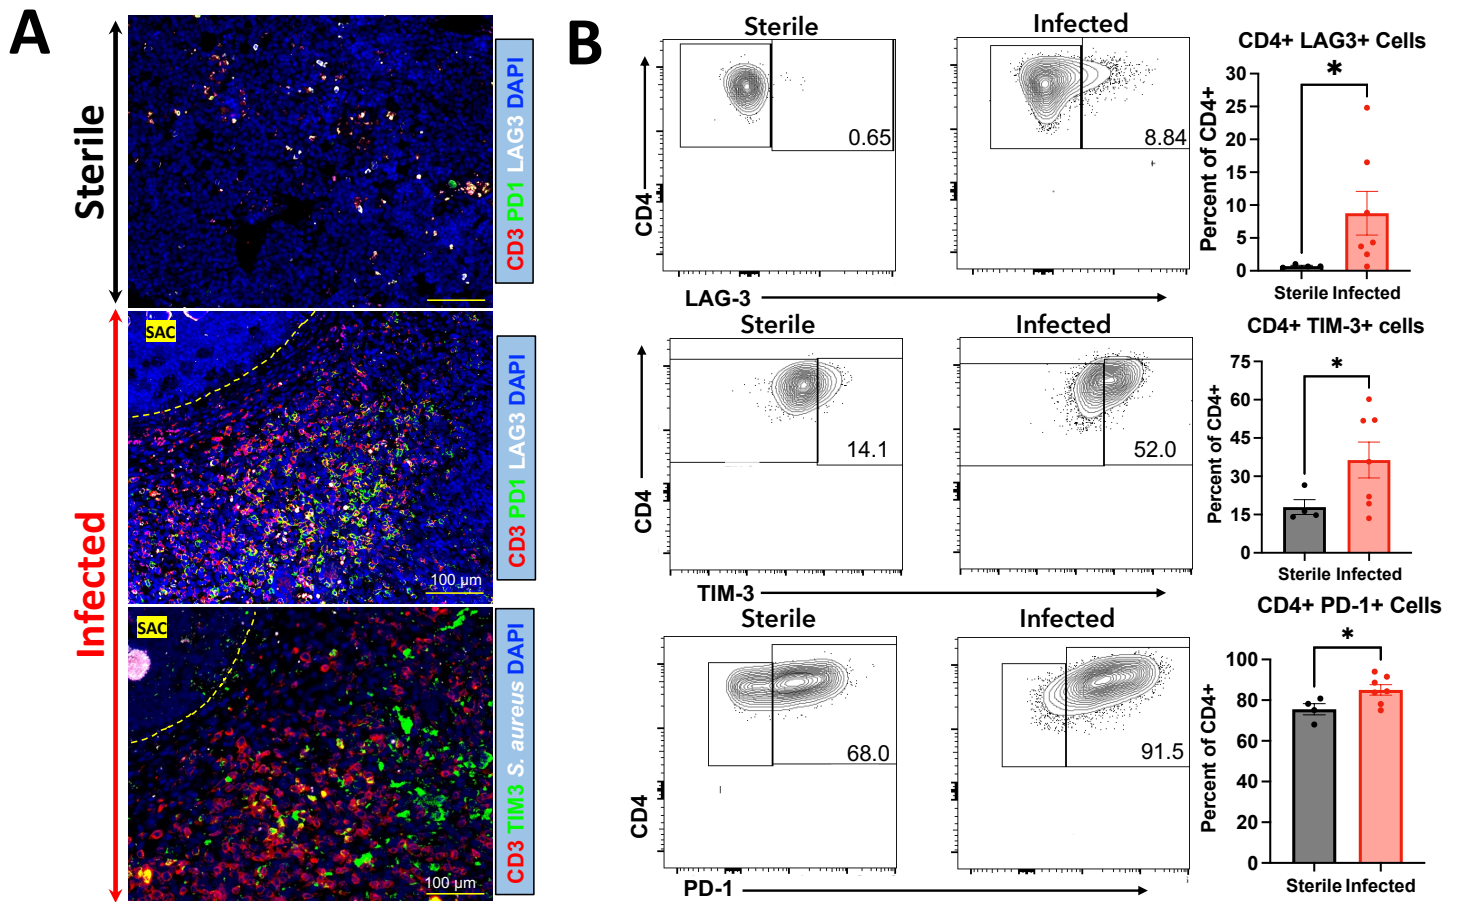 A
Sterile
CD3 PD1 LAG3 DAPI
Infected
SAC
100 µm
CD3 PD1 LAG3 DAPI
SAC
100 µm
CD3 TIM3 S. aureus DAPI
B
Sterile
Infected
CD4
0.65
8.84
LAG-3
CD4+ LAG3+ Cells
*
Percent of CD4+
30
25
20
15
10
5
0
Sterile Infected
Sterile
Infected
CD4
14.1
52.0
TIM-3
CD4+ TIM-3+ cells
*
Percent of CD4+
75
60
45
30
15
0
Sterile Infected
Sterile
Infected
CD4
68.0
91.5
PD-1
CD4+ PD-1+ Cells
*
Percent of CD4+
100
80
60
40
20
0
Sterile Infected